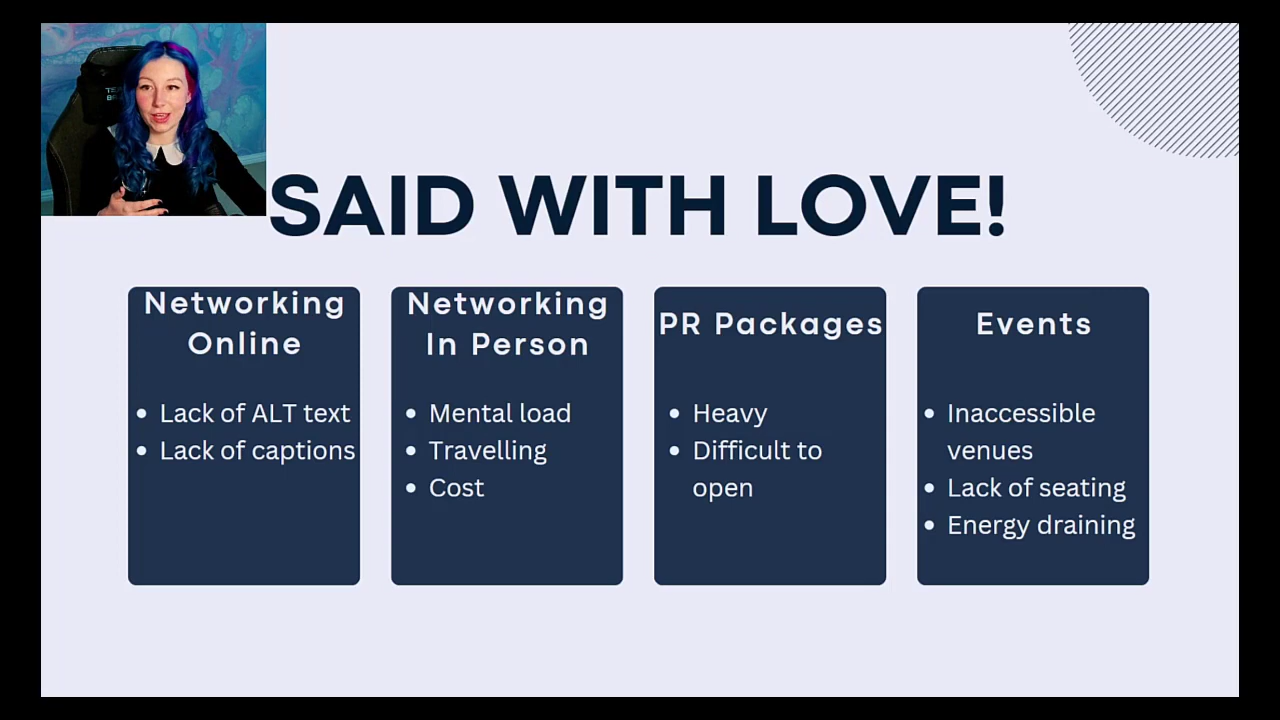 SAID WITH LOVE!
Networking
Online
• Lack of ALT text
• Lack of captions
Networking
In Person
• Mental load
• Travelling
• Cost
PR Packages
• Heavy
• Difficult to
open
Events
• Inaccessible
venues
• Lack of seating
• Energy draining